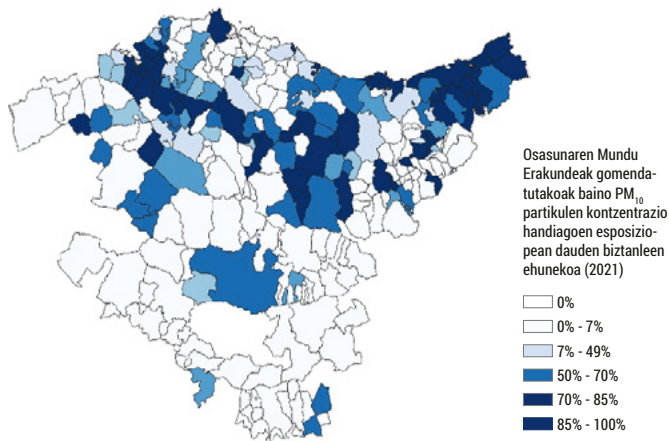 Osasunaren Mundu
Erakundeak gomenda-
tutakoak baino PM₁₀
partikulen kontzentrazio
handiagoen esposizio-
pean dauden biztanleen
ehunekoa (2021)
0%
0% - 7%
7% - 49%
50% - 70%
70% - 85%
85% - 100%